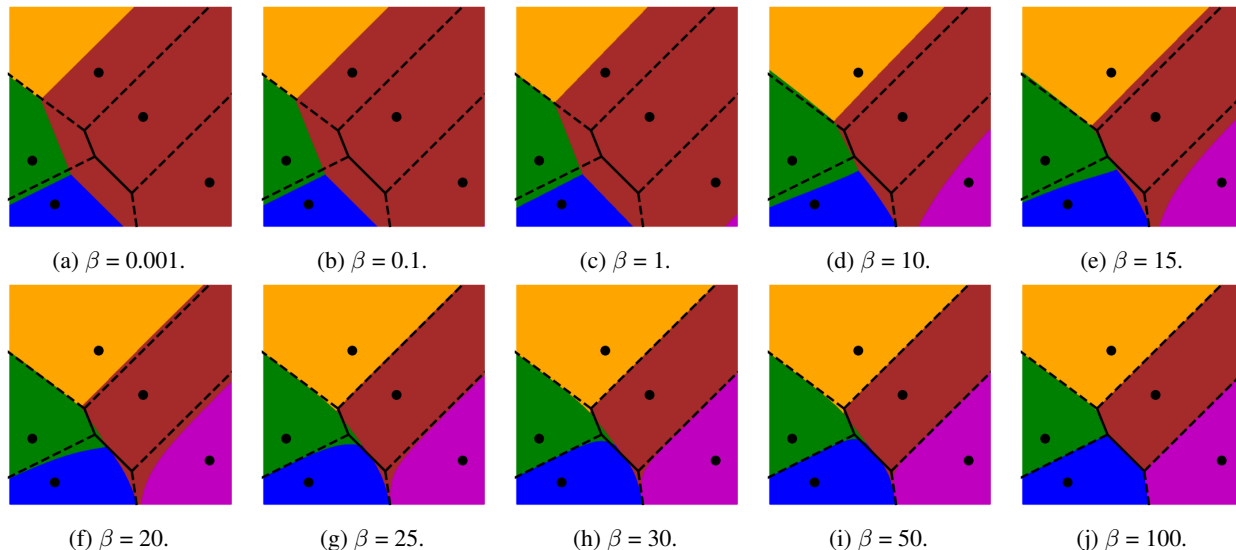 (a) β = 0.001.
(b) β = 0.1.
(c) β = 1.
(d) β = 10.
(e) β = 15.
(f) β = 20.
(g) β = 25.
(h) β = 30.
(i) β = 50.
(j) β = 100.